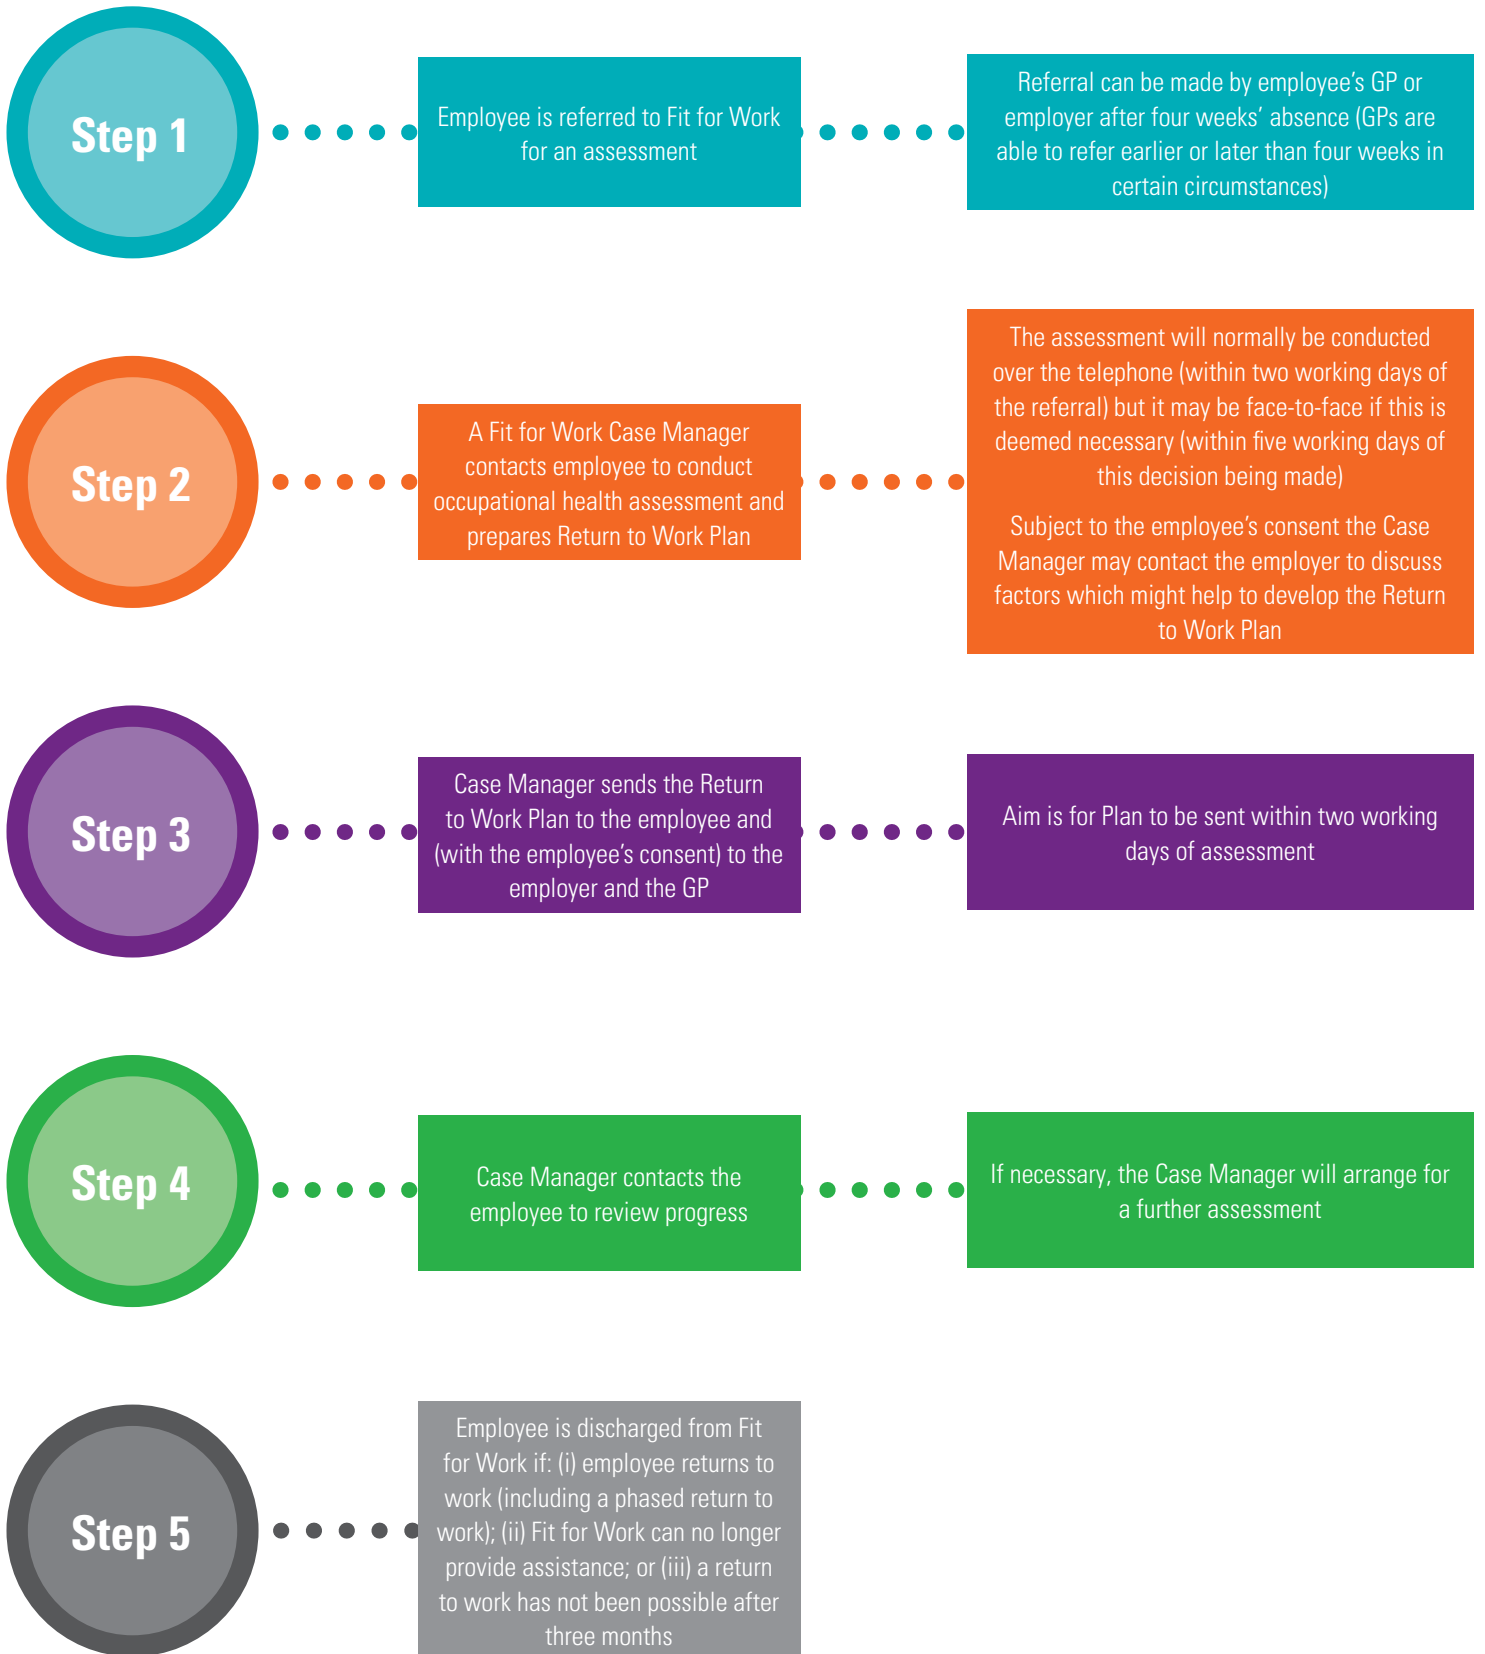 Step 1
Employee is referred to Fit for Work
for an assessment
Referral can be made by employee’s GP or
employer after four weeks’ absence (GPs are
able to refer earlier or later than four weeks in
certain circumstances)
Step 2
A Fit for Work Case Manager
contacts employee to conduct
occupational health assessment and
prepares Return to Work Plan
The assessment will normally be conducted
over the telephone (within two working days of
the referral) but it may be face-to-face if this is
deemed necessary (within five working days of
this decision being made)
Subject to the employee’s consent the Case
Manager may contact the employer to discuss
factors which might help to develop the Return
to Work Plan
Step 3
Case Manager sends the Return
to Work Plan to the employee and
(with the employee’s consent) to the
employer and the GP
Aim is for Plan to be sent within two working
days of assessment
Step 4
Case Manager contacts the
employee to review progress
If necessary, the Case Manager will arrange for
a further assessment
Step 5
Employee is discharged from Fit
for Work if: (i) employee returns to
work (including a phased return to
work); (ii) Fit for Work can no longer
provide assistance; or (iii) a return
to work has not been possible after
three months